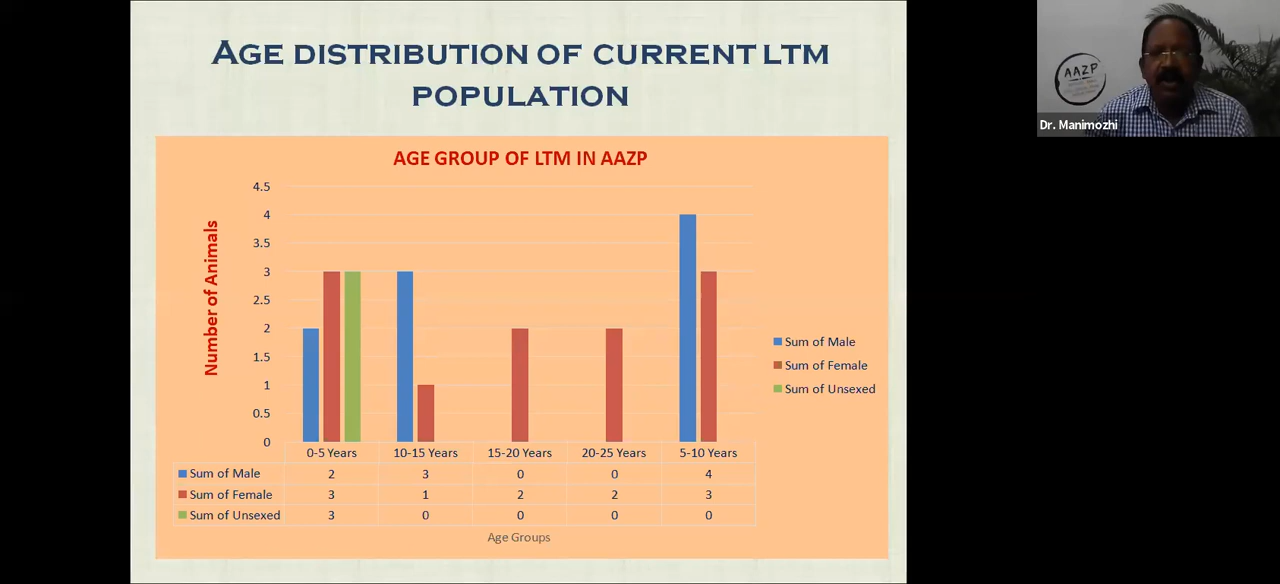 AGE DISTRIBUTION OF CURRENT LTM
POPULATION
AGE GROUP OF LTM IN AAZP
Number of Animals
4.5
4
3.5
3
2.5
2
1.5
1
0.5
0
Sum of Male
Sum of Female
Sum of Unsexed
0-5 Years 10-15 Years 15-20 Years 20-25 Years 5-10 Years
Sum of Male 2 3 0 0 4
Sum of Female 3 1 2 2 3
Sum of Unsexed 3 0 0 0 0
Age Groups
AAZP
Dr. Manimozhi